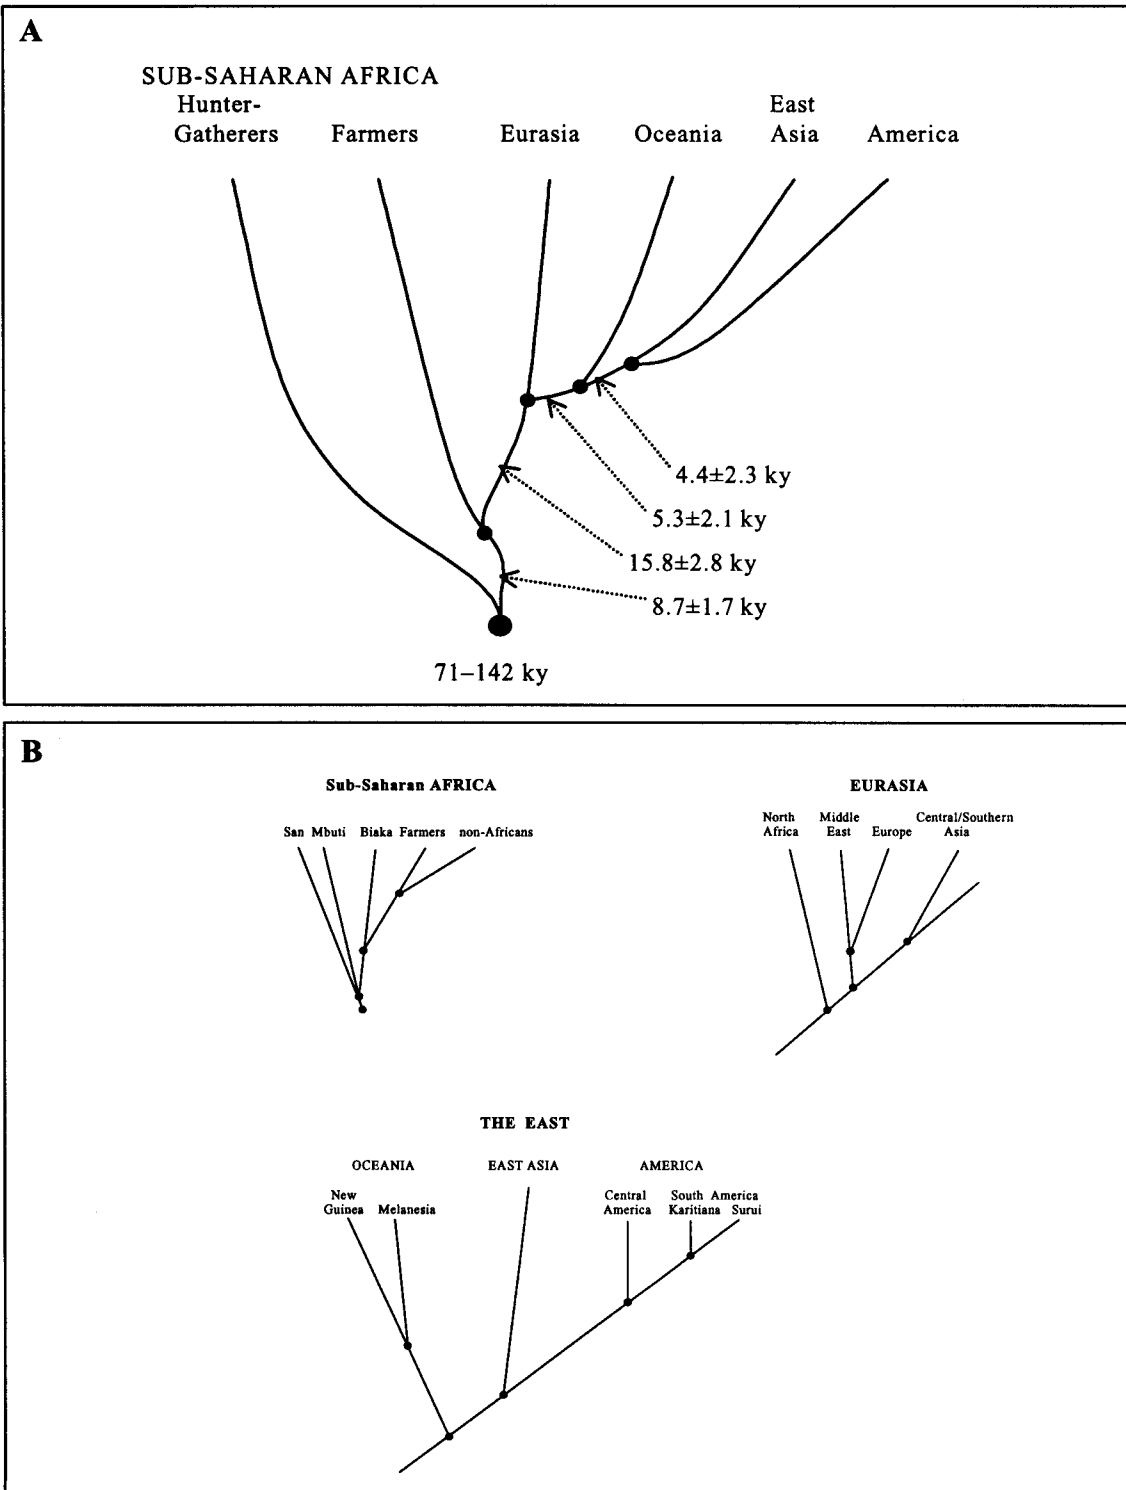 A
SUB-SAHARAN AFRICA
Hunter-
Gatherers
Farmers
Eurasia
Oceania
East
Asia
America
4.4±2.3 ky
5.3±2.1 ky
15.8±2.8 ky
8.7±1.7 ky
71–142 ky
B
Sub-Saharan AFRICA
San Mbuti Biaka Farmers non-Africans
EURASIA
North
Africa
Middle
East
Europe
Central/Southern
Asia
THE EAST
OCEANIA
EAST ASIA
AMERICA
New
Guinea
Melanesia
Central
America
South America
Karitiana Surui